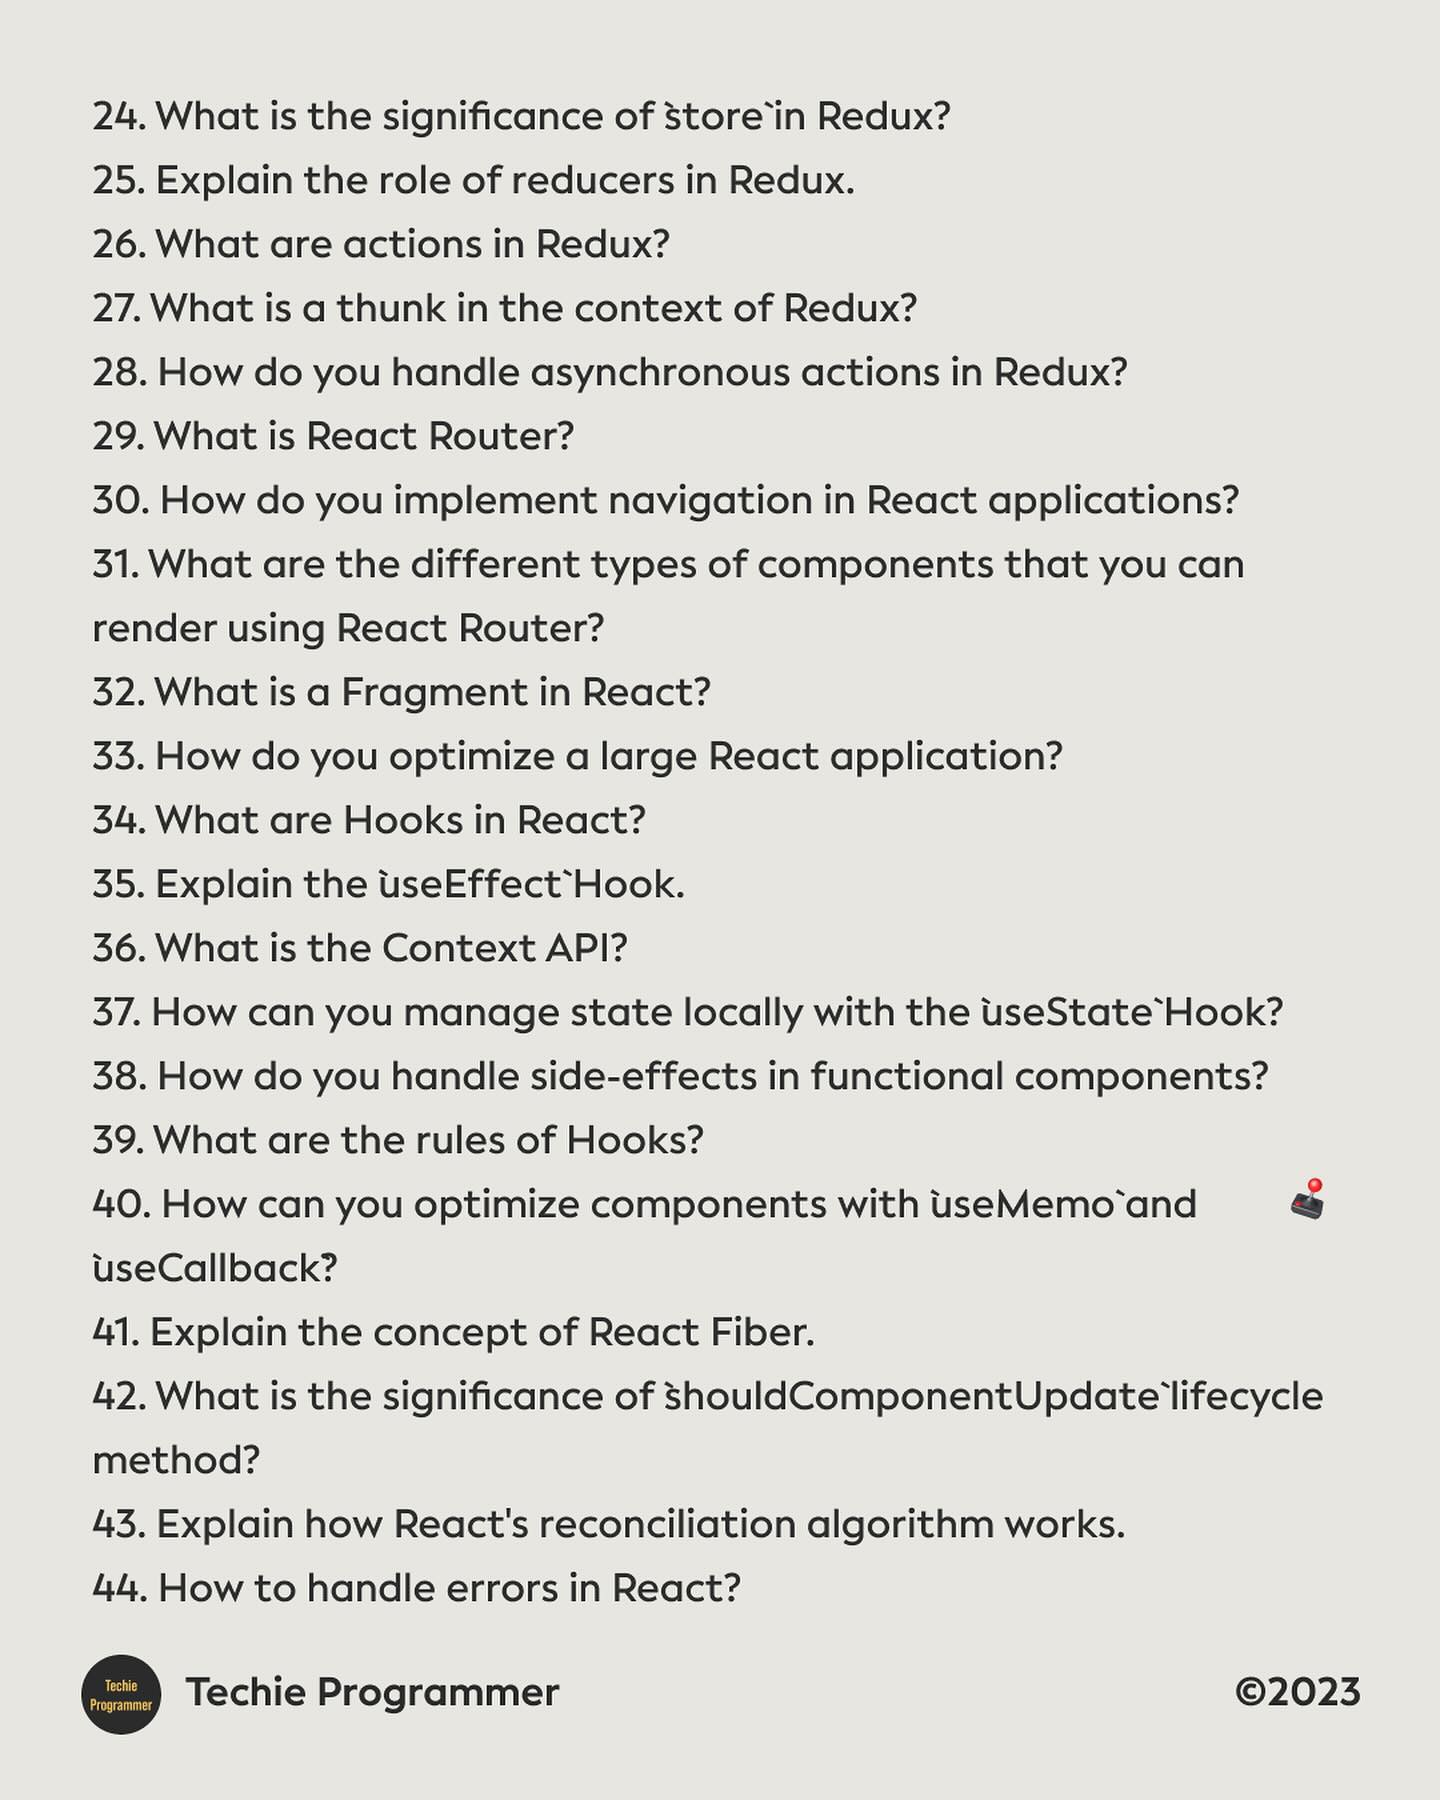 24. What is the significance of `store` in Redux?
25. Explain the role of reducers in Redux.
26. What are actions in Redux?
27. What is a thunk in the context of Redux?
28. How do you handle asynchronous actions in Redux?
29. What is React Router?
30. How do you implement navigation in React applications?
31. What are the different types of components that you can
render using React Router?
32. What is a Fragment in React?
33. How do you optimize a large React application?
34. What are Hooks in React?
35. Explain the `useEffect` Hook.
36. What is the Context API?
37. How can you manage state locally with the `useState` Hook?
38. How do you handle side-effects in functional components?
39. What are the rules of Hooks?
40. How can you optimize components with `useMemo` and
`useCallback`?
41. Explain the concept of React Fiber.
42. What is the significance of `shouldComponentUpdate` lifecycle
method?
43. Explain how React's reconciliation algorithm works.
44. How to handle errors in React?
Techie
Programmer
Techie Programmer
©2023